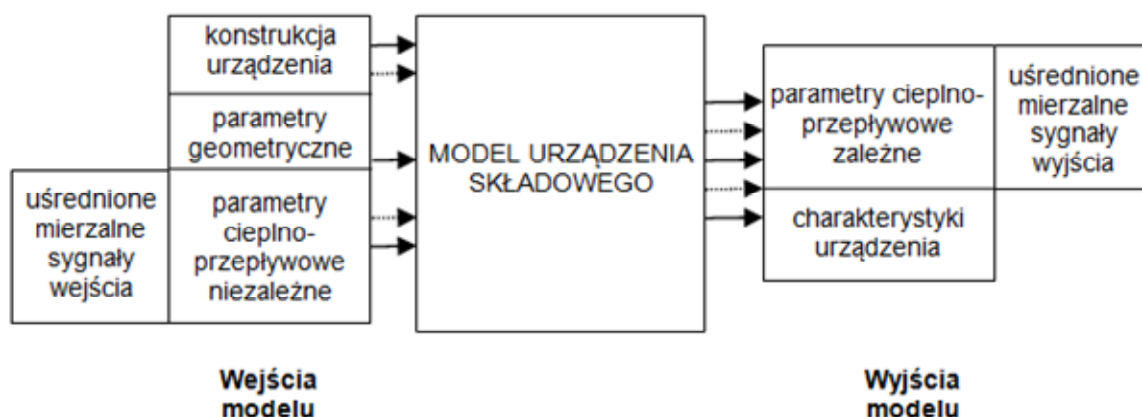 konstrukcja
urządzenia
parametry
geometryczne
uśrednione
mierzalne
sygnały
wejścia
parametry
cieplno-
przepływowe
niezależne
MODEL URZĄDZENIA
SKŁADOWEGO
parametry cieplno-
przepływowe
zależne
uśrednione
mierzalne
sygnały
wyjścia
charakterystyki
urządzenia
Wejścia
modelu
Wyjścia
modelu